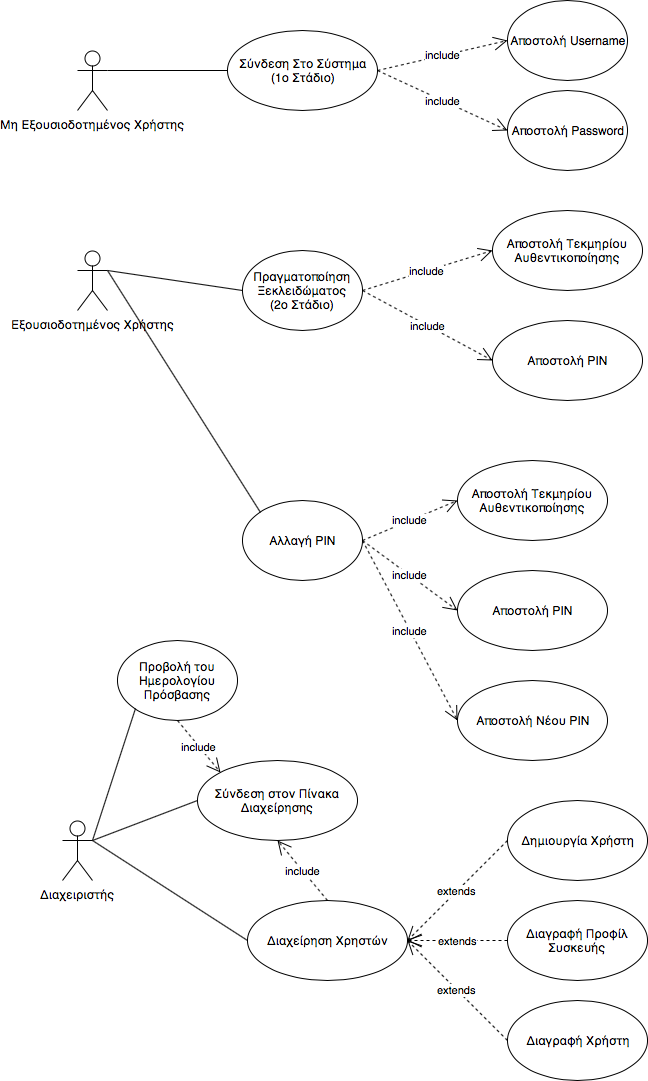 Σύνδεση Στο Σύστημα
(1ο Στάδιο)
include
include
Αποστολή Username
Αποστολή Password
Μη Εξουσιοδοτημένος Χρήστης
Πραγματοποίηση
Ξεκλειδώματος
(2ο Στάδιο)
include
include
Αποστολή Τεκμηρίου
Αυθεντικοποίησης
Αποστολή PIN
Εξουσιοδοτημένος Χρήστης
Αλλαγή PIN
include
include
include
Αποστολή Τεκμηρίου
Αυθεντικοποίησης
Αποστολή PIN
Αποστολή Νέου PIN
Προβολή του
Ημερολογίου
Πρόσβασης
include
Σύνδεση στον Πίνακα
Διαχείρησης
include
Διαχειριστής
Διαχείρηση Χρηστών
extends
extends
extends
Δημιουργία Χρήστη
Διαγραφή Προφίλ
Συσκευής
Διαγραφή Χρήστη